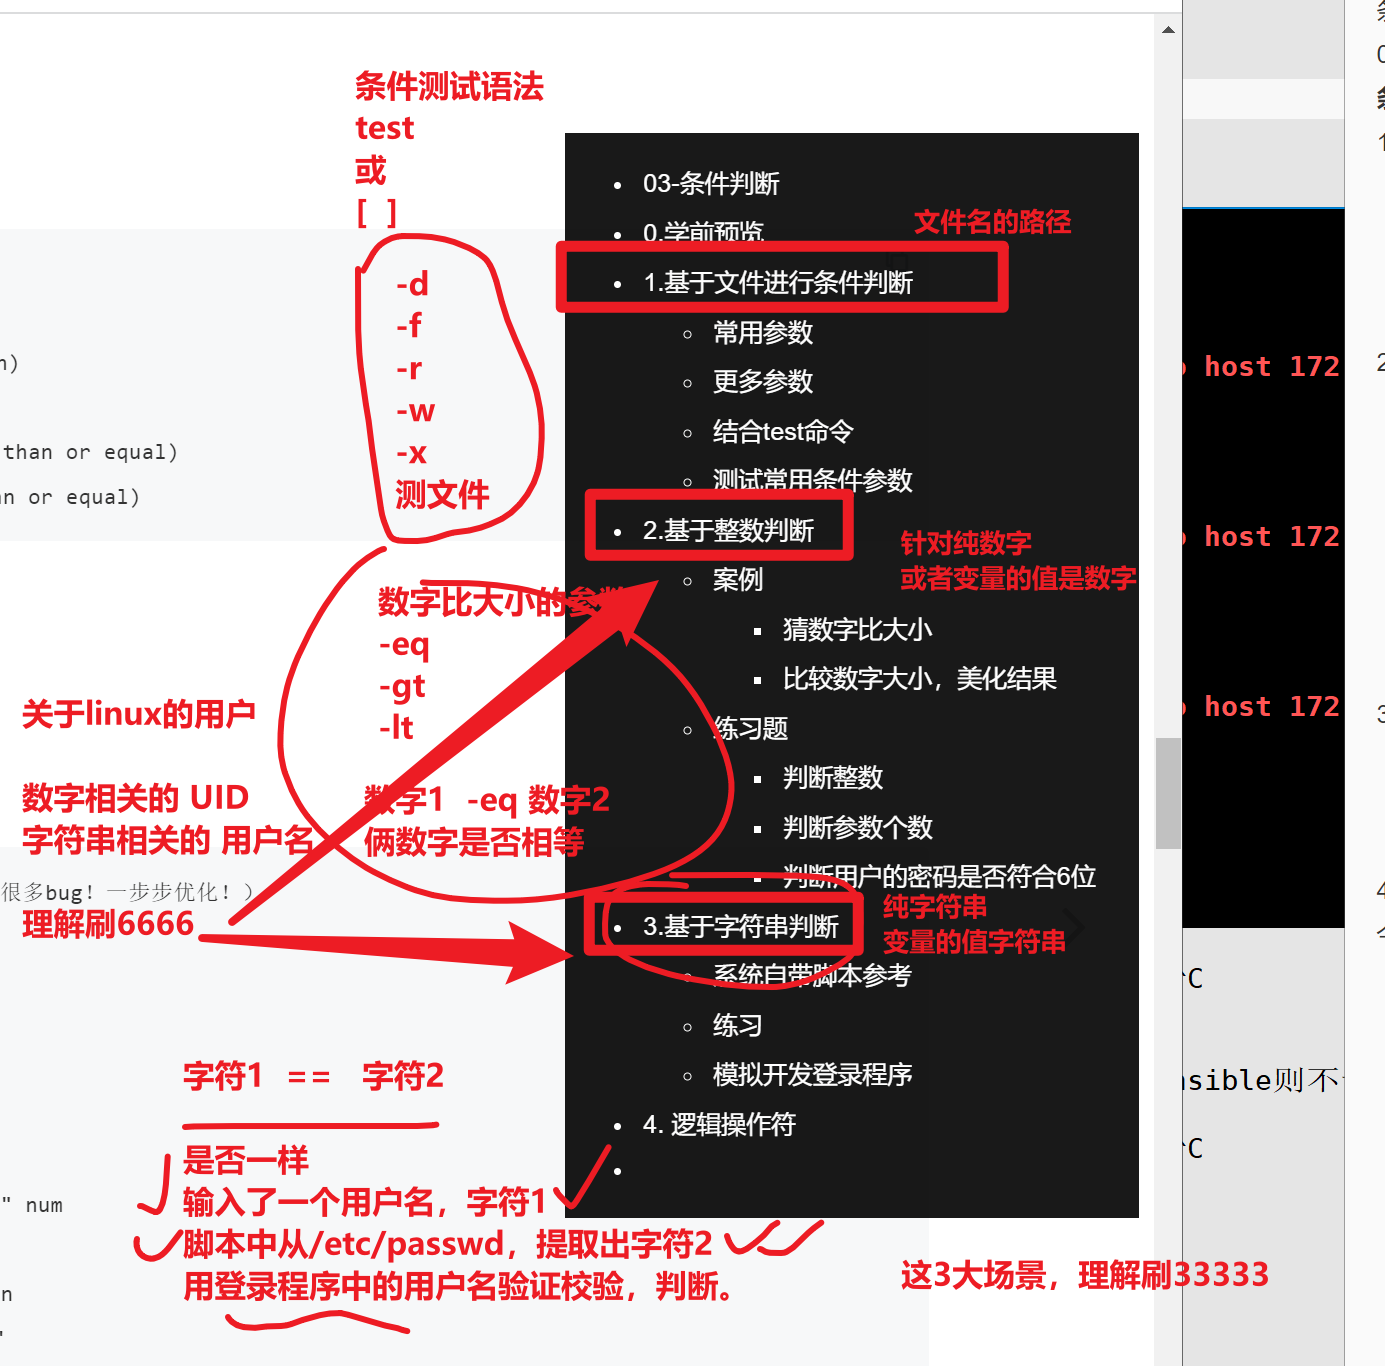 条件测试语法
test
或
[ ]
-d
-f
-r
-w
-x
测文件
than or equal)
n or equal)
数字比大小的参数
-eq
-gt
-lt
数字1 -eq 数字2
俩数字是否相等
关于linux的用户
数字相关的 UID
字符串相关的 用户名
很多bug！一步步优化！）
理解刷6666
字符1 == 字符2
是否一样
输入了一个用户名，字符1
脚本中从/etc/passwd，提取出字符2
用登录程序中的用户名验证校验，判断。
" num
n
03-条件判断
0.学前预览
文件名的路径
1.基于文件进行条件判断
常用参数
更多参数
结合test命令
测试常用条件参数
2.基于整数判断
针对纯数字
或者变量的值是数字
案例
猜数字比大小
比较数字大小，美化结果
练习题
判断整数
判断参数个数
判断用户的密码是否符合6位
3.基于字符串判断
纯字符串
变量的值字符串
系统自带脚本参考
练习
模拟开发登录程序
4. 逻辑操作符
这3大场景，理解刷33333
host 172
host 172
host 172
^C
nsible则不
^C